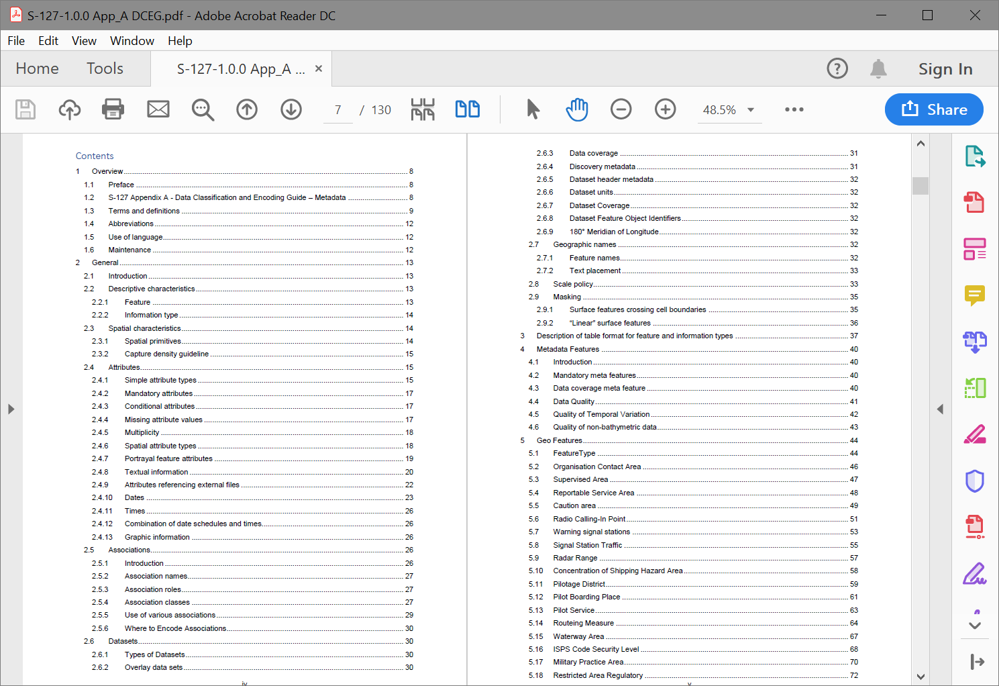 S-127-1.0.0 App_A DCEG.pdf - Adobe Acrobat Reader DC
File Edit View Window Help
Home Tools S-127-1.0.0 App_A ... × Sign In
7 / 130 48.5% Share
Contents
1 Overview 8
1.1 Preface 8
1.2 S-127 Appendix A - Data Classification and Encoding Guide – Metadata 8
1.3 Terms and definitions 9
1.4 Abbreviations 12
1.5 Use of language 12
1.6 Maintenance 12
2 General 13
2.1 Introduction 13
2.2 Descriptive characteristics 13
2.2.1 Feature 13
2.2.2 Information type 14
2.3 Spatial characteristics 14
2.3.1 Spatial primitives 14
2.3.2 Capture density guideline 15
2.4 Attributes 15
2.4.1 Simple attribute types 15
2.4.2 Mandatory attributes 17
2.4.3 Conditional attributes 17
2.4.4 Missing attribute values 17
2.4.5 Multiplicity 18
2.4.6 Spatial attribute types 18
2.4.7 Portrayal feature attributes 19
2.4.8 Textual information 20
2.4.9 Attributes referencing external files 22
2.4.10 Dates 23
2.4.11 Times 26
2.4.12 Combination of date schedules and times 26
2.4.13 Graphic information 26
2.5 Associations 26
2.5.1 Introduction 26
2.5.2 Association names 27
2.5.3 Association roles 27
2.5.4 Association classes 27
2.5.5 Use of various associations 29
2.5.6 Where to Encode Associations 30
2.6 Datasets 30
2.6.1 Types of Datasets 30
2.6.2 Overlay data sets 30
iv
2.6.3 Data coverage 31
2.6.4 Discovery metadata 31
2.6.5 Dataset header metadata 32
2.6.6 Dataset units 32
2.6.7 Dataset Coverage 32
2.6.8 Dataset Feature Object Identifiers 32
2.6.9 180° Meridian of Longitude 32
2.7 Geographic names 32
2.7.1 Feature names 32
2.7.2 Text placement 33
2.8 Scale policy 33
2.9 Masking 35
2.9.1 Surface features crossing cell boundaries 35
2.9.2 “Linear” surface features 36
3 Description of table format for feature and information types 37
4 Metadata Features 40
4.1 Introduction 40
4.2 Mandatory meta features 40
4.3 Data coverage meta feature 40
4.4 Data Quality 41
4.5 Quality of Temporal Variation 42
4.6 Quality of non-bathymetric data 43
5 Geo Features 44
5.1 FeatureType 44
5.2 Organisation Contact Area 46
5.3 Supervised Area 47
5.4 Reportable Service Area 48
5.5 Caution area 49
5.6 Radio Calling-In Point 51
5.7 Warning signal stations 53
5.8 Signal Station Traffic 55
5.9 Radar Range 57
5.10 Concentration of Shipping Hazard Area 58
5.11 Pilotage District 59
5.12 Pilot Boarding Place 61
5.13 Pilot Service 63
5.14 Routeing Measure 64
5.15 Waterway Area 67
5.16 ISPS Code Security Level 68
5.17 Military Practice Area 70
5.18 Restricted Area Regulatory 72
v